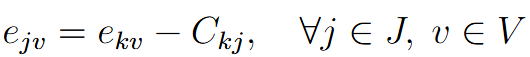 e_{jv} = e_{kv} − C_{kj}, ∀j ∈ J, v ∈ V